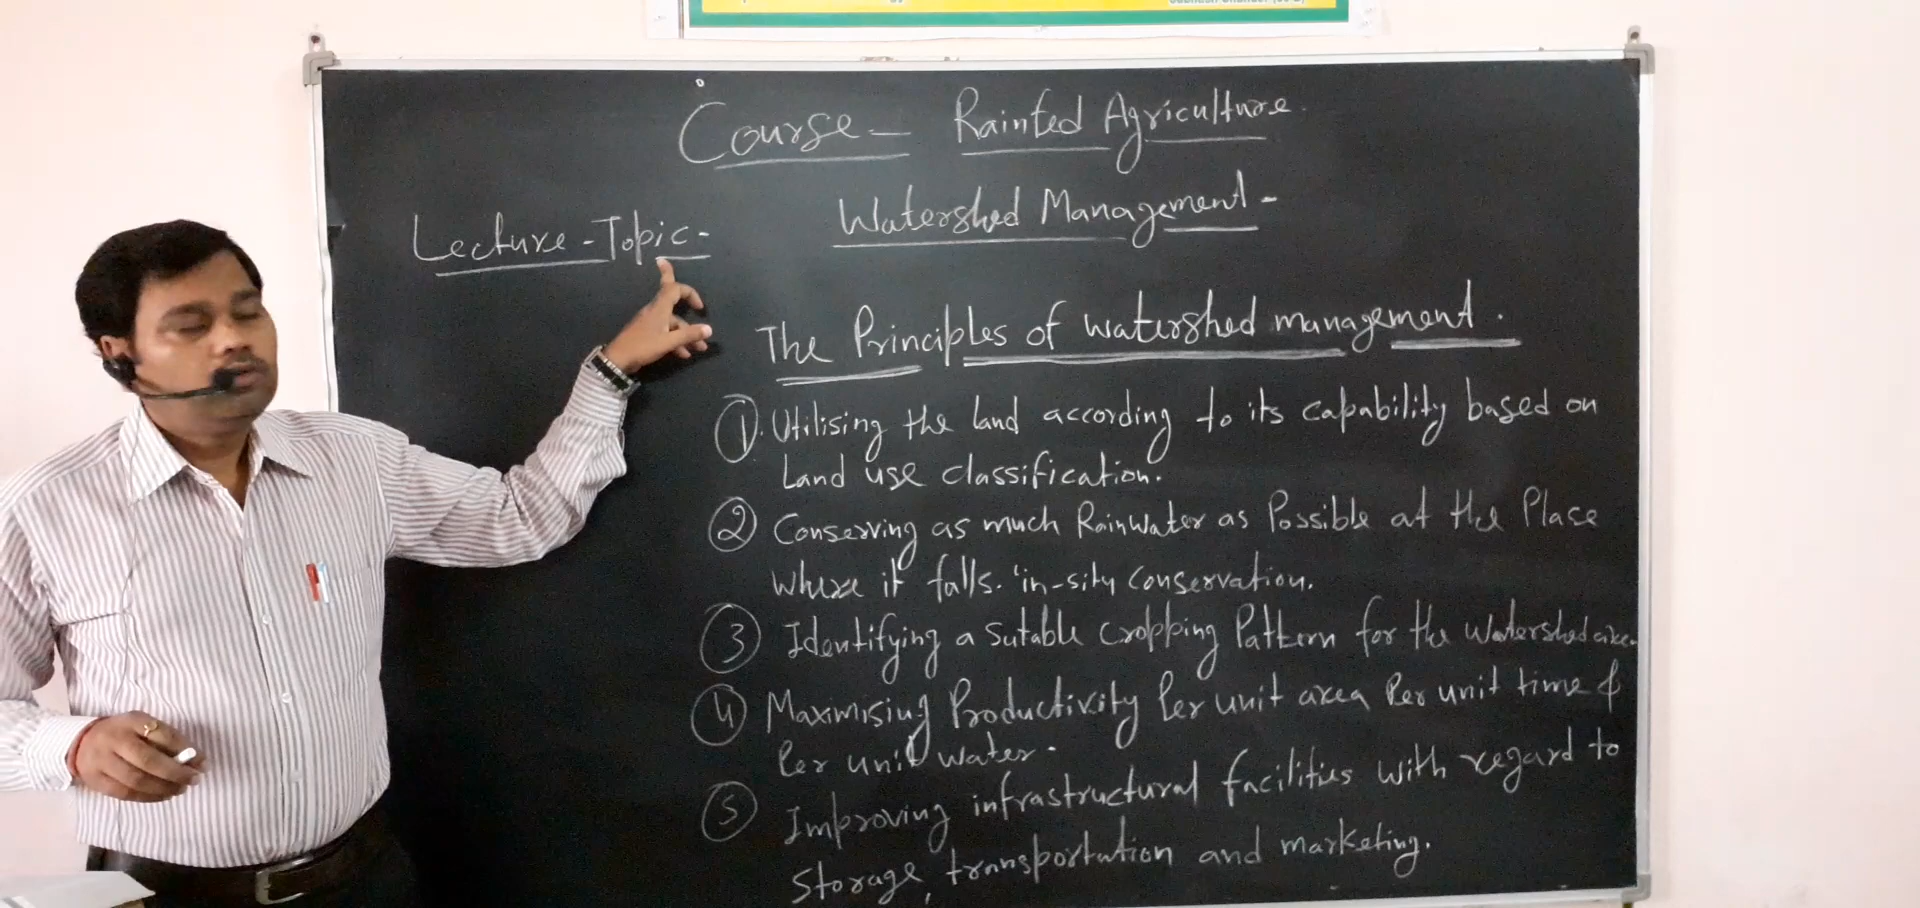 Course - Rainfed Agriculture.
Lecture - Topic - Watershed Management -
The Principles of watershed management.
① Utilising the land according to its capability based on
Land use classification.
② Conserving as much Rainwater as Possible at the Place
where it falls. 'in-situ conservation.
③ Identifying a Sutable cropping Pattern for the watershed area.
④ Maximising Productivity Per unit area Per unit time &
Per unit water.
⑤ Improving infrastructural facilities with regard to
Storage, transportation and marketing.